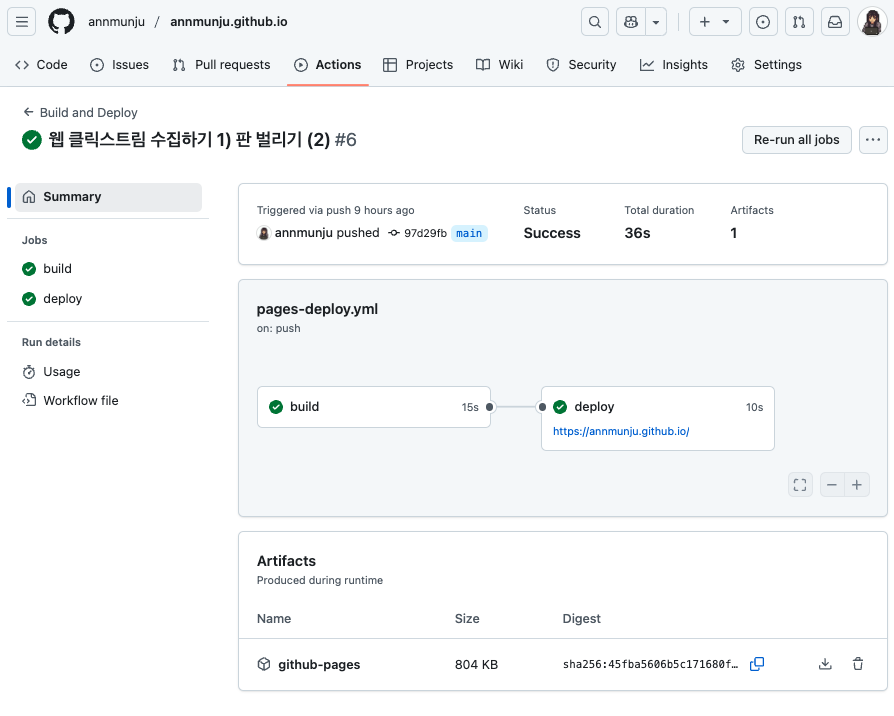 annmunju / annmunju.github.io
Code Issues Pull requests Actions Projects Wiki Security Insights Settings
Build and Deploy
웹 클릭스트림 수집하기 1) 판 벌리기 (2) #6
Re-run all jobs
Summary
Jobs
build
deploy
Run details
Usage
Workflow file
Triggered via push 9 hours ago
annmunju pushed 97d29fb main
Status
Success
Total duration
36s
Artifacts
1
pages-deploy.yml
on: push
build 15s
deploy 10s
https://annmunju.github.io/
Artifacts
Produced during runtime
Name Size Digest
github-pages 804 KB sha256:45fba5606b5c171680f…